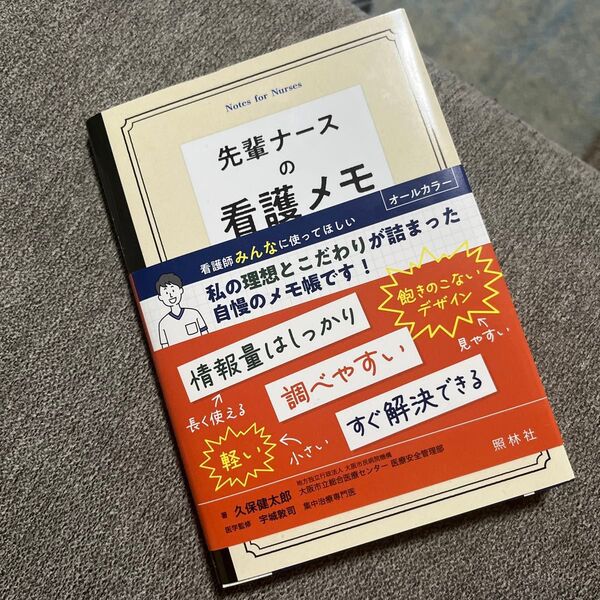 Notes for Nurses
先輩ナース
の
看護メモ
オールカラー
看護師みんなに使ってほしい
私の理想とこだわりが詰まった
自慢のメモ帳です！
飽きのこない
デザイン
見やすい
情報量はしっかり
長く使える
調べやすい
軽い
小さい
すぐ解決できる
照林社
著 久保健太郎 地方独立行政法人 大阪市民病院機構
大阪市立総合医療センター 医療安全管理部
医学監修 宇城敦司 集中治療専門医